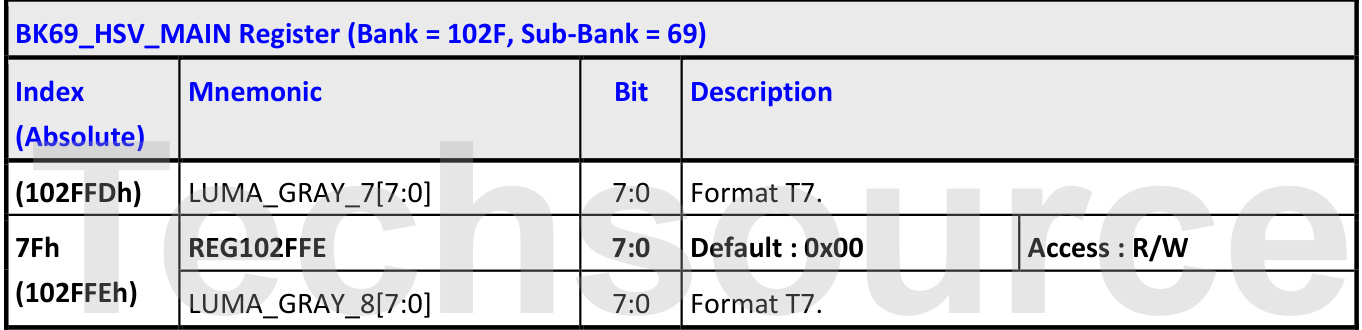 BK69_HSV_MAIN Register (Bank = 102F, Sub-Bank = 69)
Index (Absolute) Mnemonic Bit Description
(102FFDh) LUMA_GRAY_7[7:0] 7:0 Format T7.
7Fh REG102FFE 7:0 Default : 0x00 Access : R/W
(102FFEh) LUMA_GRAY_8[7:0] 7:0 Format T7.
Techsource